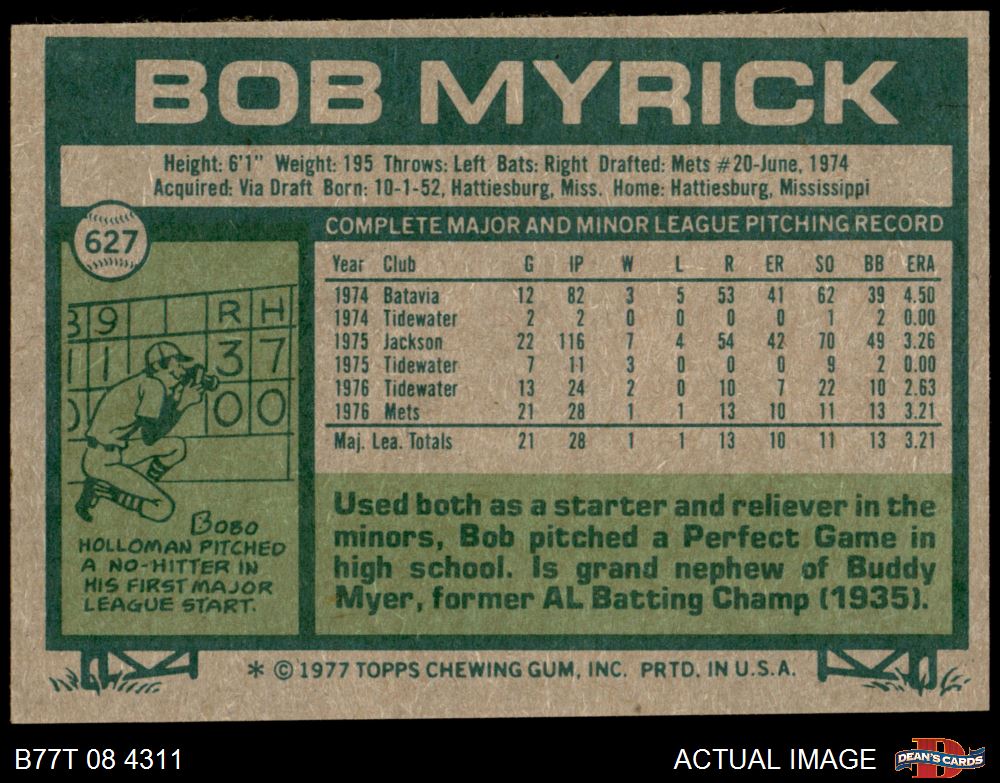 BOB MYRICK
Height: 6'1" Weight: 195 Throws: Left Bats: Right Drafted: Mets #20-June, 1974
Acquired: Via Draft Born: 10-1-52, Hattiesburg, Miss. Home: Hattiesburg, Mississippi
627
COMPLETE MAJOR AND MINOR LEAGUE PITCHING RECORD
Year Club G IP W L R ER SO BB ERA
1974 Batavia 12 82 3 5 53 41 62 39 4.50
1974 Tidewater 2 2 0 0 0 0 1 2 0.00
1975 Jackson 22 116 7 4 54 42 70 49 3.26
1975 Tidewater 7 11 3 0 0 0 9 2 0.00
1976 Tidewater 13 24 2 0 10 7 22 10 2.63
1976 Mets 21 28 1 1 13 10 11 13 3.21
Maj. Lea. Totals 21 28 1 1 13 10 11 13 3.21
8 9 R H
1 1 3 7
0 0 0
BOBO
HOLLOMAN PITCHED
A NO-HITTER IN
HIS FIRST MAJOR
LEAGUE START.
Used both as a starter and reliever in the
minors, Bob pitched a Perfect Game in
high school. Is grand nephew of Buddy
Myer, former AL Batting Champ (1935).
* © 1977 TOPPS CHEWING GUM, INC. PRTD. IN U.S.A.
B77T 08 4311
ACTUAL IMAGE
D
DEAN'S CARDS